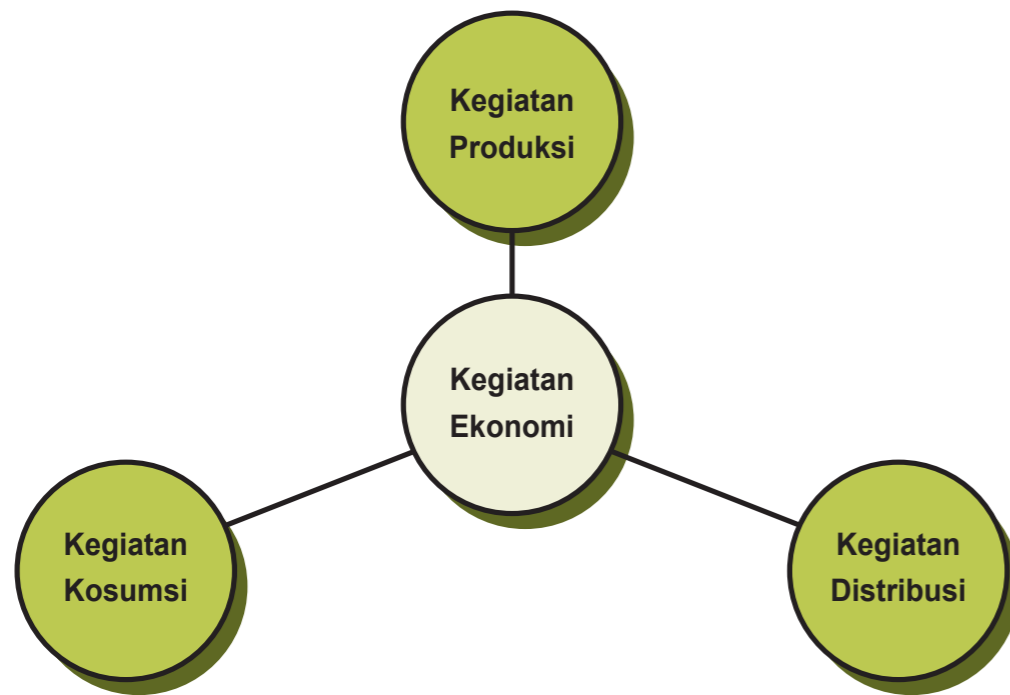 Kegiatan
Produksi
Kegiatan
Ekonomi
Kegiatan
Kosumsi
Kegiatan
Distribusi